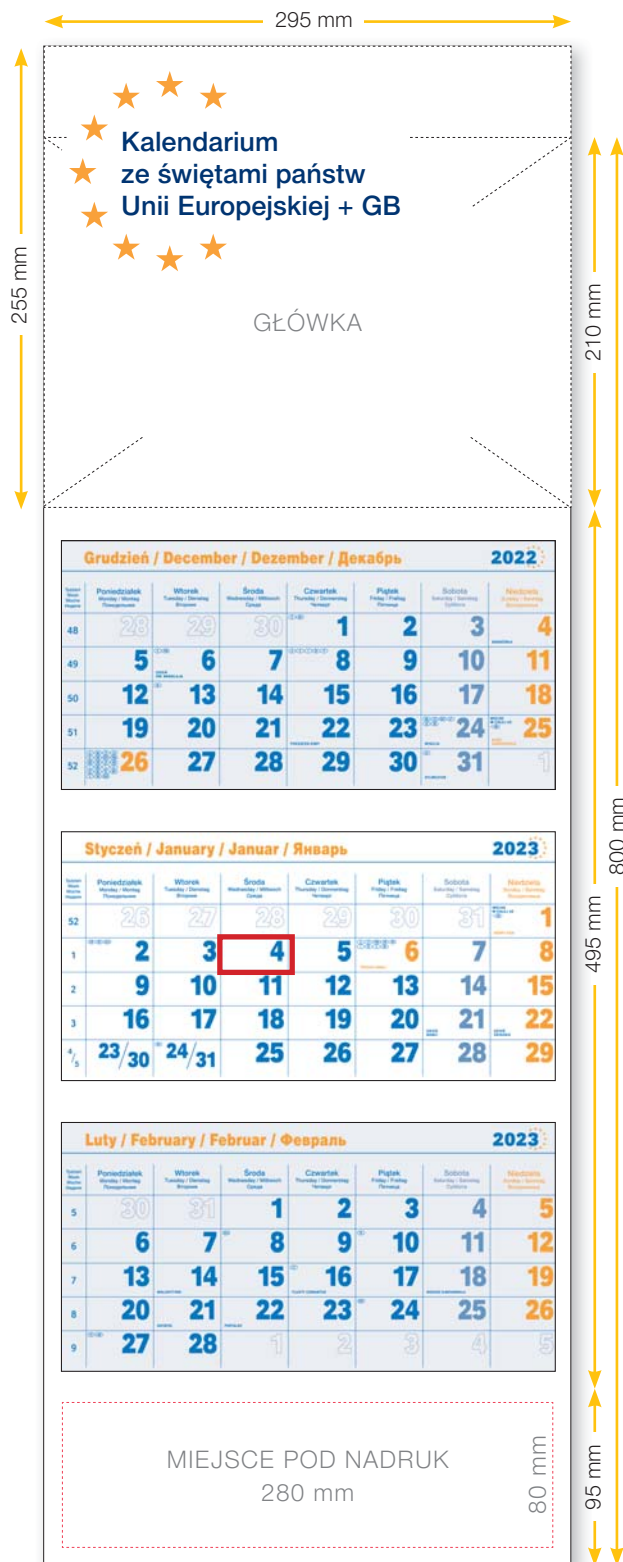 295 mm
Kalendarium
ze świętami państw
Unii Europejskiej + GB
255 mm
210 mm
GŁÓWKA
800 mm
495 mm
Grudzień / December / Dezember / Декабрь 2022
Poniedziałek Wtorek Środa Czwartek Piątek Sobota Niedziela
48 28 29 30 1 2 3 4
49 5 6 7 8 9 10 11
50 12 13 14 15 16 17 18
51 19 20 21 22 23 24 25
52 26 27 28 29 30 31 1
Styczeń / January / Januar / Январь 2023
Poniedziałek Wtorek Środa Czwartek Piątek Sobota Niedziela
52 26 27 28 29 30 31 1
1 2 3 4 5 6 7 8
2 9 10 11 12 13 14 15
3 16 17 18 19 20 21 22
4/5 23/30 24/31 25 26 27 28 29
Luty / February / Februar / Февраль 2023
Poniedziałek Wtorek Środa Czwartek Piątek Sobota Niedziela
5 30 31 1 2 3 4 5
6 6 7 8 9 10 11 12
7 13 14 15 16 17 18 19
8 20 21 22 23 24 25 26
9 27 28 1 2 3 4 5
MIEJSCE POD NADRUK
280 mm
80 mm
95 mm